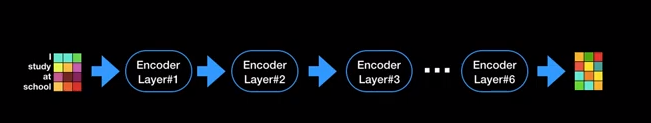 I
study
at
school
Encoder
Layer#1
Encoder
Layer#2
Encoder
Layer#3
...
Encoder
Layer#6